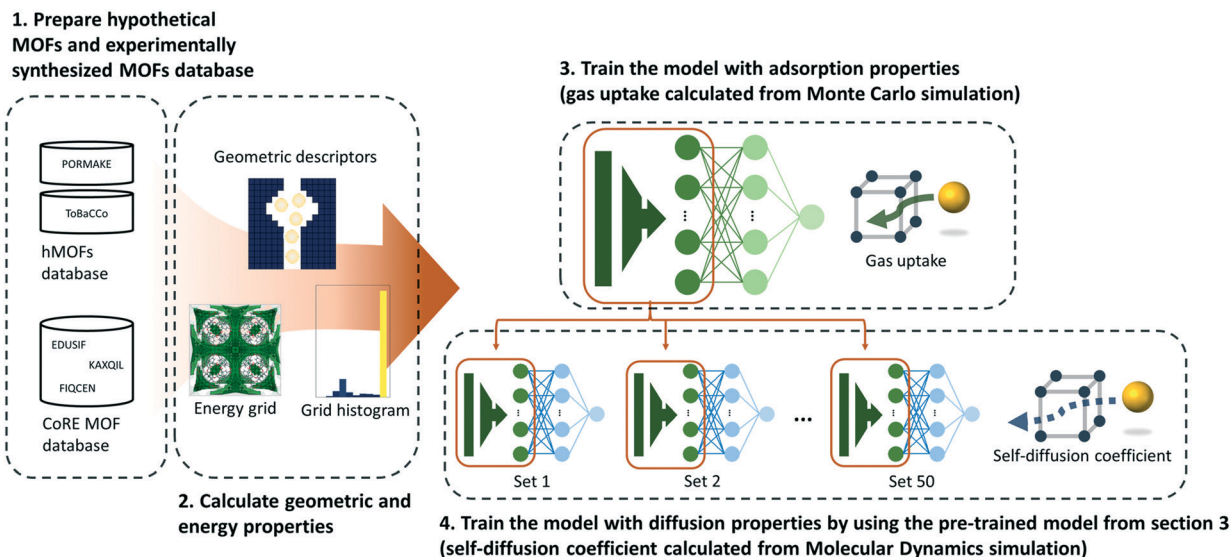 1. Prepare hypothetical
MOFs and experimentally
synthesized MOFs database
PORMAKE
ToBaCCo
hMOFs
database
EDUSIF
KAXQIL
FIQCEN
CoRE MOF
database
Geometric descriptors
Energy grid
Grid histogram
2. Calculate geometric and
energy properties
3. Train the model with adsorption properties
(gas uptake calculated from Monte Carlo simulation)
...
...
Gas uptake
...
...
...
...
...
...
...
Set 1
Set 2
Set 50
Self-diffusion coefficient
4. Train the model with diffusion properties by using the pre-trained model from section 3
(self-diffusion coefficient calculated from Molecular Dynamics simulation)